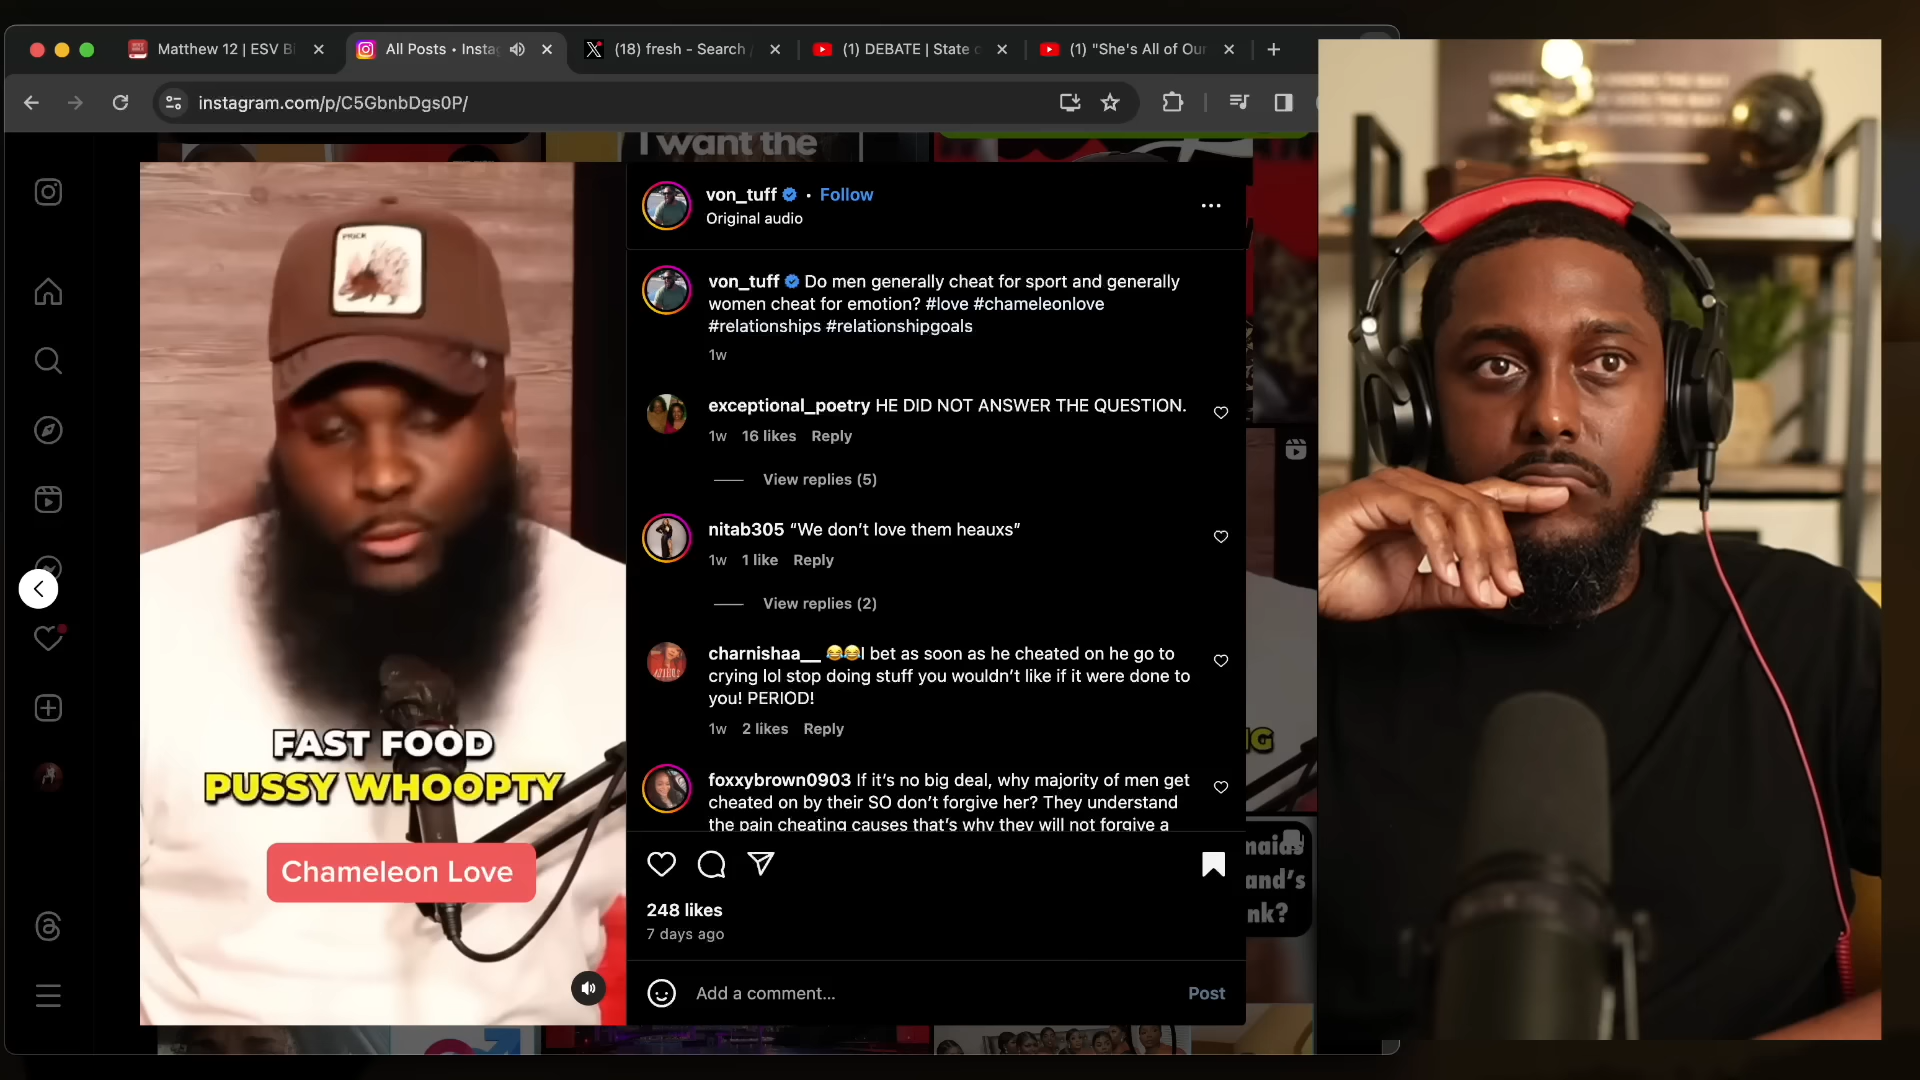 Matthew 12 | ESV B
All Posts • Insta
(18) fresh - Search
(1) DEBATE | State
(1) "She's All of Our
instagram.com/p/C5GbnbDgs0P/
I want the
PRICK
von_tuff • Follow
Original audio
von_tuff Do men generally cheat for sport and generally
women cheat for emotion? #love #chameleonlove
#relationships #relationshipgoals
1w
exceptional_poetry HE DID NOT ANSWER THE QUESTION.
1w 16 likes Reply
View replies (5)
nitab305 “We don’t love them heauxs”
1w 1 like Reply
View replies (2)
charnishaa__ 😂😂I bet as soon as he cheated on he go to
crying lol stop doing stuff you wouldn’t like if it were done to
you! PERIOD!
1w 2 likes Reply
foxxybrown0903 If it’s no big deal, why majority of men get
cheated on by their SO don’t forgive her? They understand
the pain cheating causes that’s why they will not forgive a
FAST FOOD
PUSSY WHOOPTY
Chameleon Love
248 likes
7 days ago
Add a comment...
Post
maids
and’s
nk?